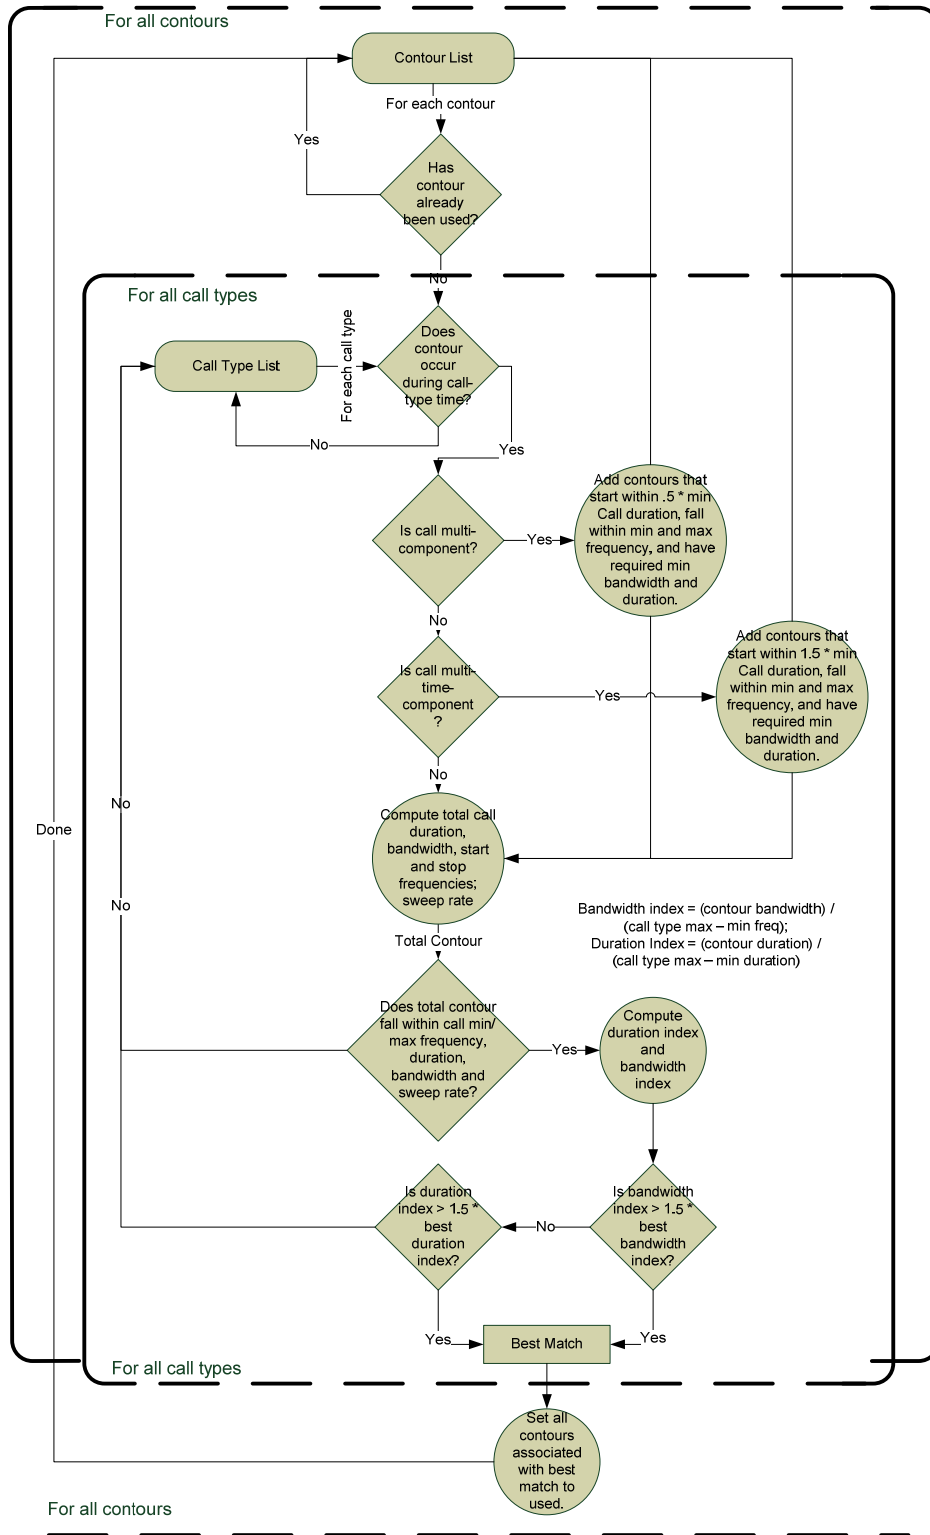 For all contours
Contour List
For each contour
Yes
Has
contour
already
been used?
No
For all call types
Call Type List
For each call type
Does
contour
occur
during call-
type time?
No
Yes
Is call multi-
component?
Yes
Add contours that
start within .5 * min
Call duration, fall
within min and max
frequency, and have
required min
bandwidth and
duration.
No
Is call multi-
time-
component
?
Yes
Add contours that
start within 1.5 * min
Call duration, fall
within min and max
frequency, and have
required min
bandwidth and
duration.
No
No
Done
Compute total call
duration,
bandwidth, start
and stop
frequencies;
sweep rate
No
Bandwidth index = (contour bandwidth) /
(call type max – min freq);
Duration Index = (contour duration) /
(call type max – min duration)
Total Contour
Does total contour
fall within call min/
max frequency,
duration,
bandwidth and
sweep rate?
Yes
Compute
duration index
and
bandwidth
index
Is duration
index > 1.5 *
best
duration
index?
No
Is bandwidth
index > 1.5 *
best
bandwidth
index?
Yes
Best Match
Yes
For all call types
Set all
contours
associated
with best
match to
used.
For all contours